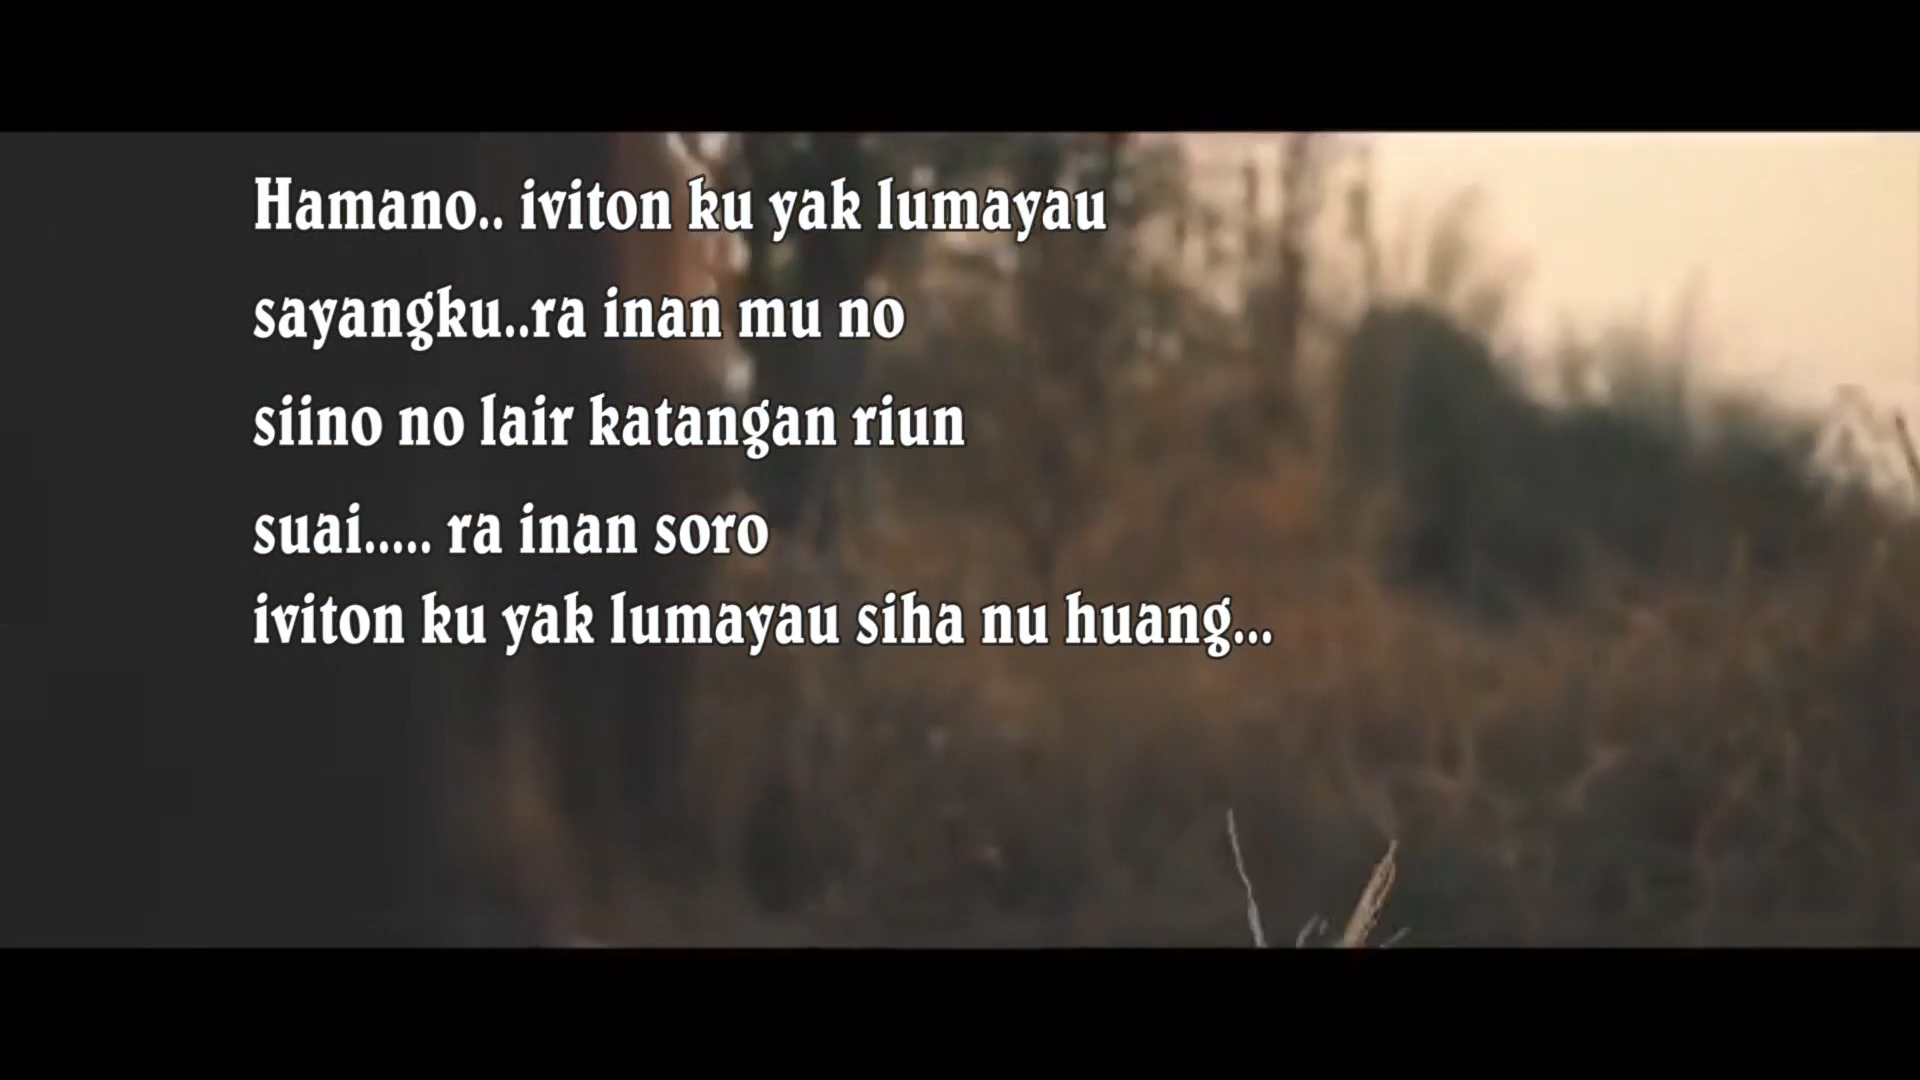 Hamano.. iviton ku yak lumayau
sayangku..ra inan mu no
siino no lair katangan riun
suai..... ra inan soro
iviton ku yak lumayau siha nu huang...